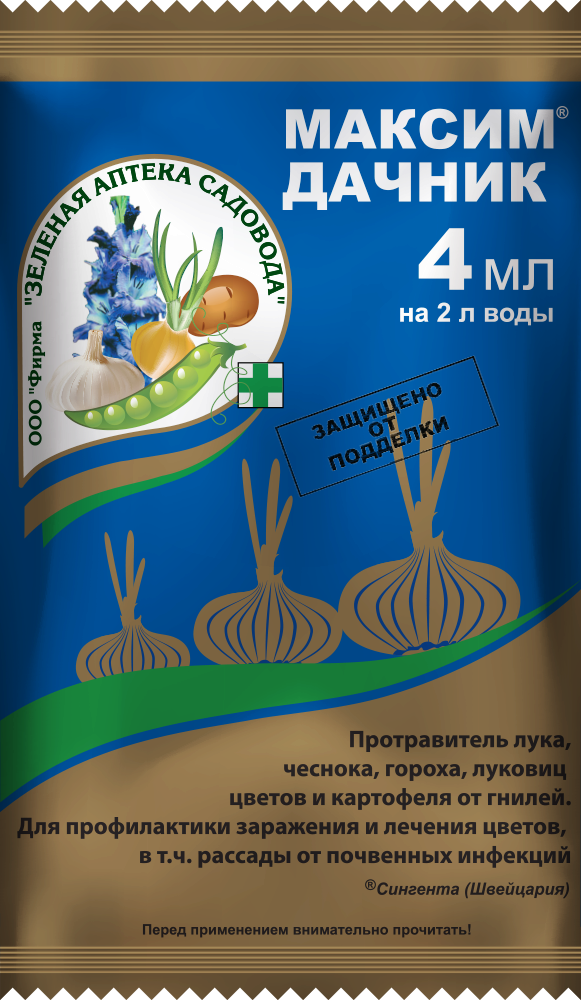 МАКСИМ®
ДАЧНИК
4 МЛ
на 2 л воды
ООО "Фирма "ЗЕЛЕНАЯ АПТЕКА САДОВОДА"
ЗАЩИЩЕНО
ОТ
ПОДДЕЛКИ
Протравитель лука,
чеснока, гороха, луковиц
цветов и картофеля от гнилей.
Для профилактики заражения и лечения цветов,
в т.ч. рассады от почвенных инфекций
®Сингента (Швейцария)
Перед применением внимательно прочитать!